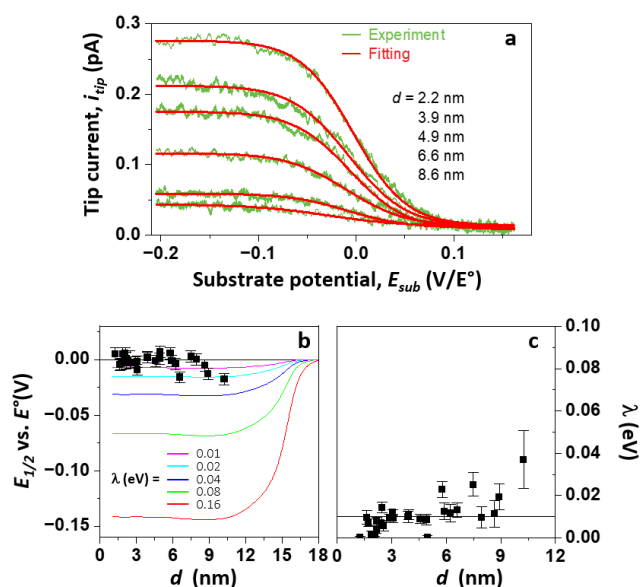 a
Experiment
Fitting
d = 2.2 nm
3.9 nm
4.9 nm
6.6 nm
8.6 nm
Tip current, i_tip (pA)
0.3
0.2
0.1
0.0
−0.2 −0.1 0.0 0.1
Substrate potential, E_sub (V/E°)
b
E_1/2 vs. E°(V)
0.00
−0.05
−0.10
−0.15
λ (eV) =
0.01
0.02
0.04
0.08
0.16
0 3 6 9 12 15 18
d (nm)
c
0.10
0.08
0.06
0.04
0.02
0.00
λ (eV)
0 3 6 9 12
d (nm)